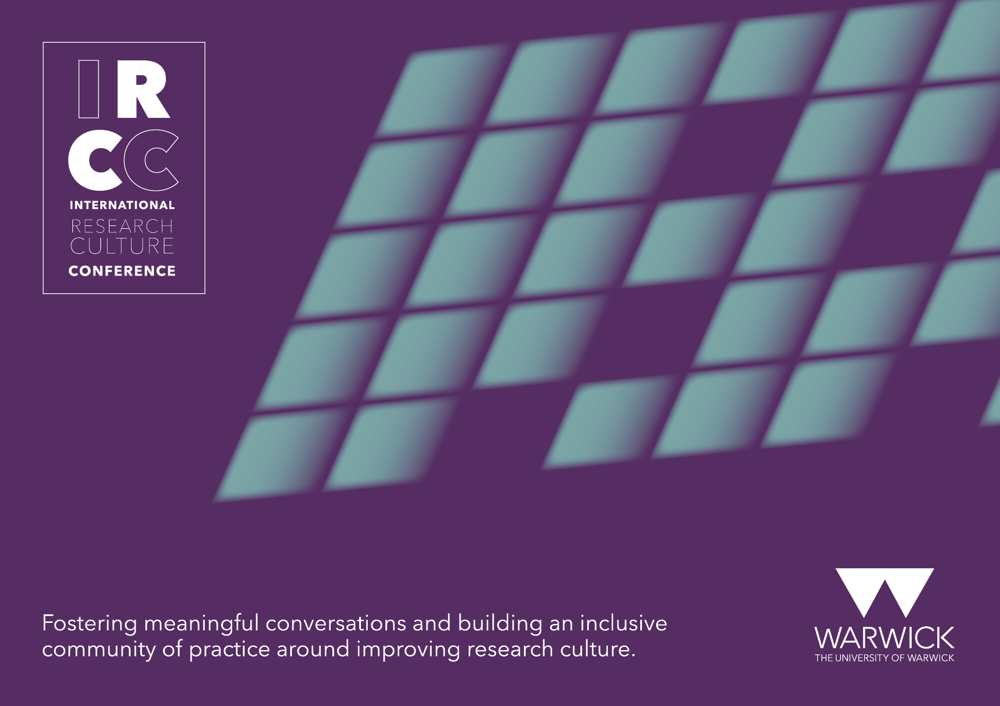 IR
CC
INTERNATIONAL
RESEARCH
CULTURE
CONFERENCE
Fostering meaningful conversations and building an inclusive
community of practice around improving research culture.
WARWICK
THE UNIVERSITY OF WARWICK